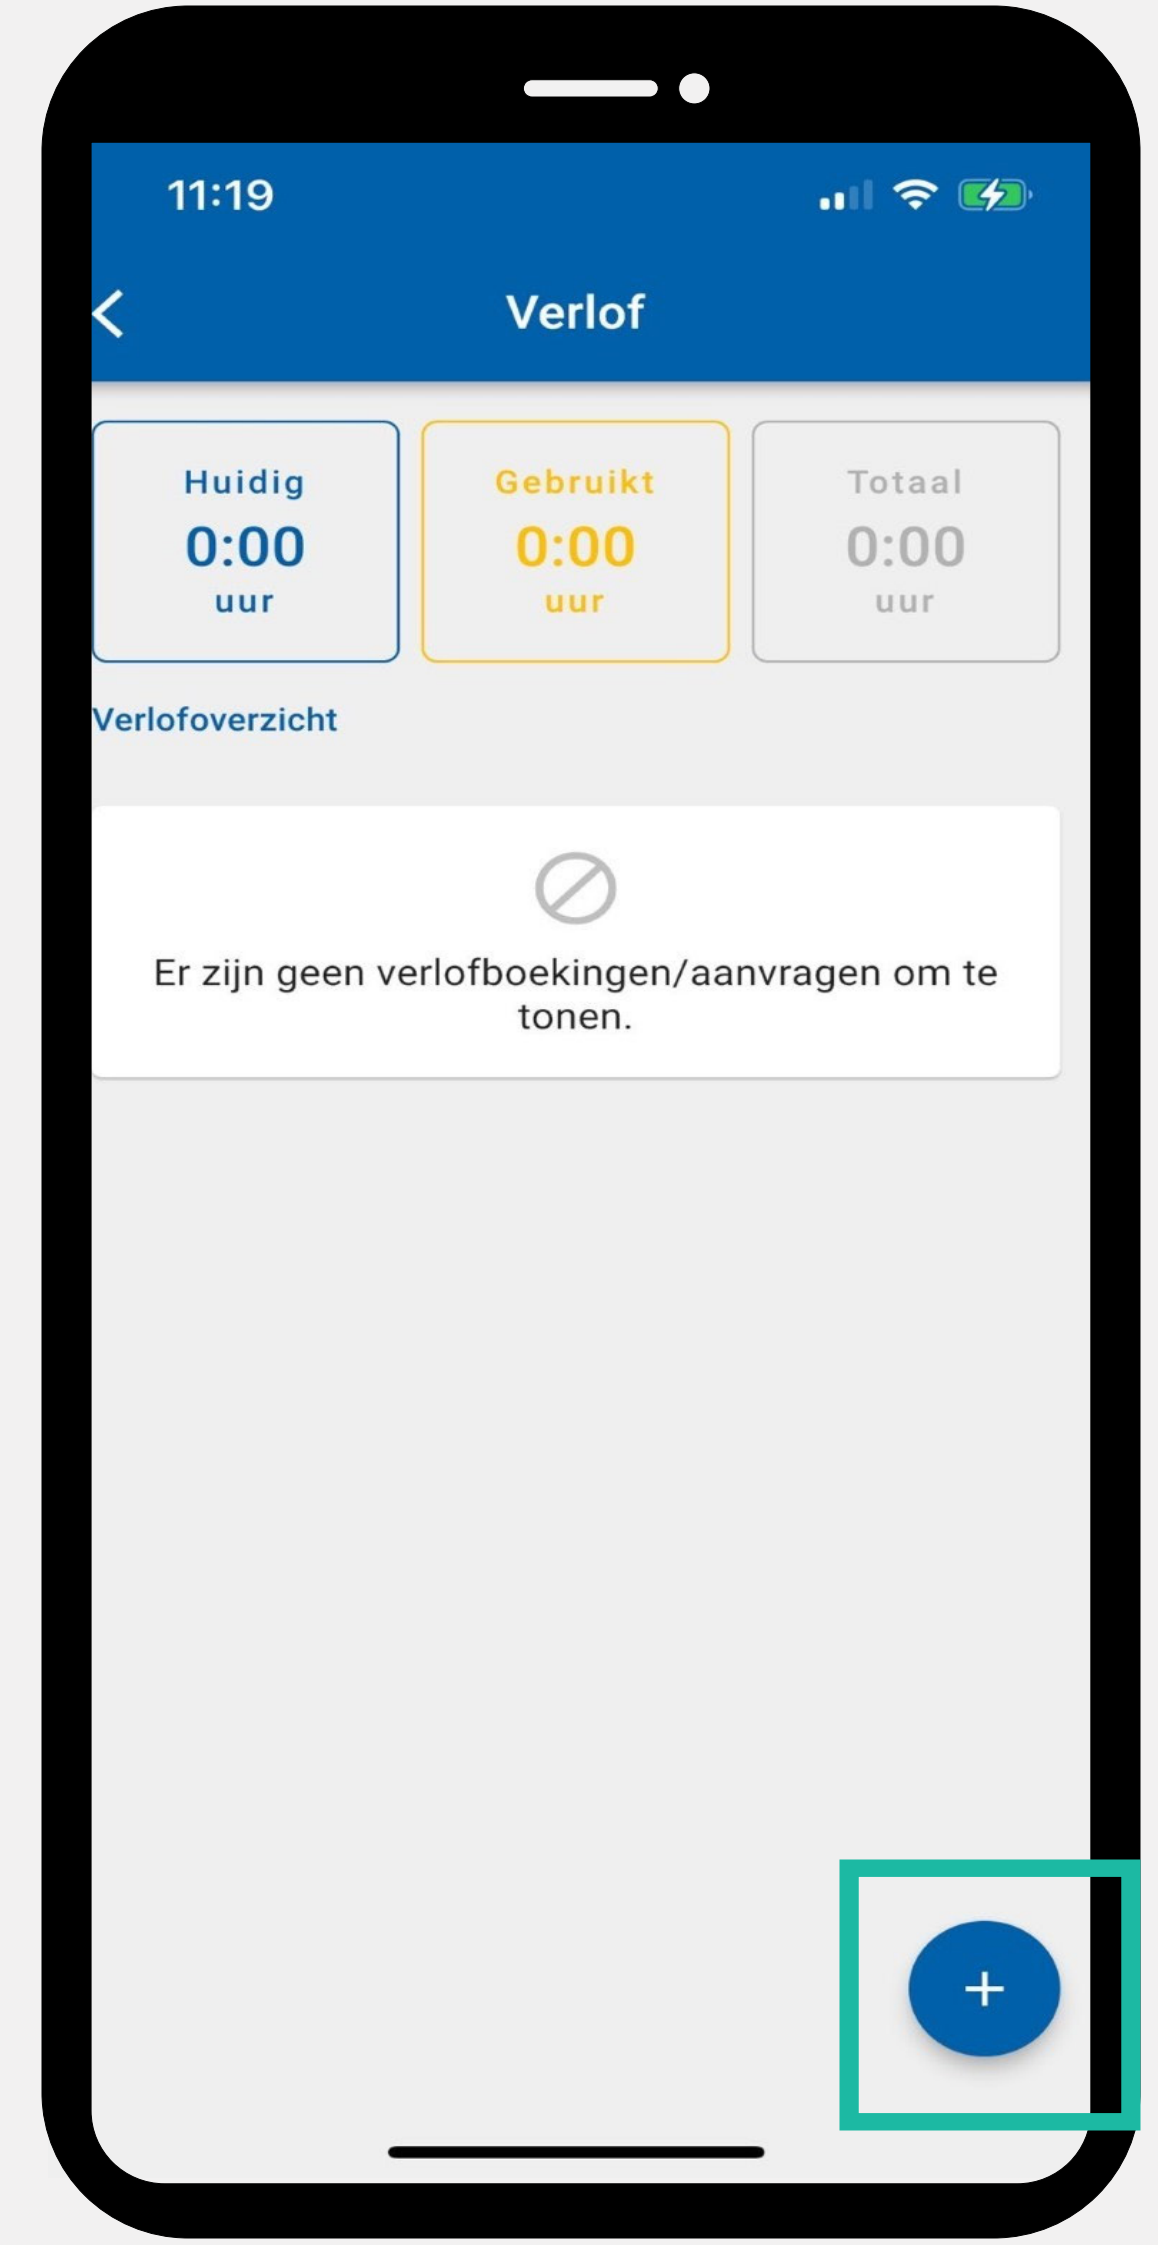 11:19
Verlof
Huidig
0:00
uur
Gebruikt
0:00
uur
Totaal
0:00
uur
Verlofoverzicht
Er zijn geen verlofboekingen/aanvragen om te
tonen.
+